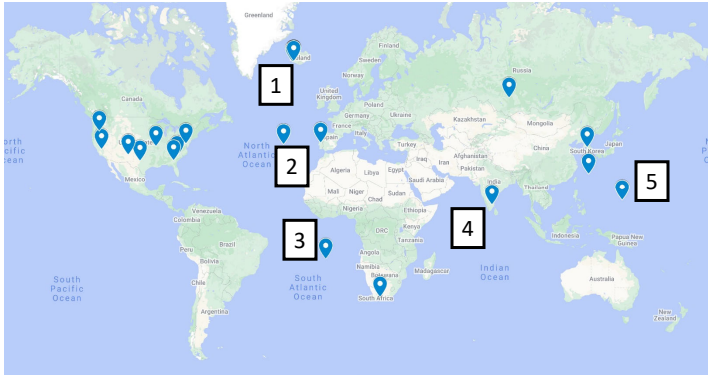 Greenland
Iceland
Finland
Sweden
Russia
1
Norway
Canada
United
Kingdom
Poland
Germany
Ukraine
Kazakhstan
France
Mongolia
Italy
Spain
North
Atlantic
Ocean
2
Turkey
China
South Korea
Japan
Iraq
Afghanistan
Iran
Pakistan
Algeria
Libya
Egypt
Mexico
Saudi Arabia
India
5
Mali
Niger
Chad
Sudan
Thailand
Nigeria
Ethiopia
4
Venezuela
Colombia
Kenya
DRC
3
Tanzania
Indonesia
Papua New
Guinea
Brazil
Peru
Angola
Bolivia
Namibia
Botswana
Madagascar
Indian
Ocean
South
Pacific
Ocean
South
Atlantic
Ocean
Australia
Chile
South Africa
Argentina
New
Zealand